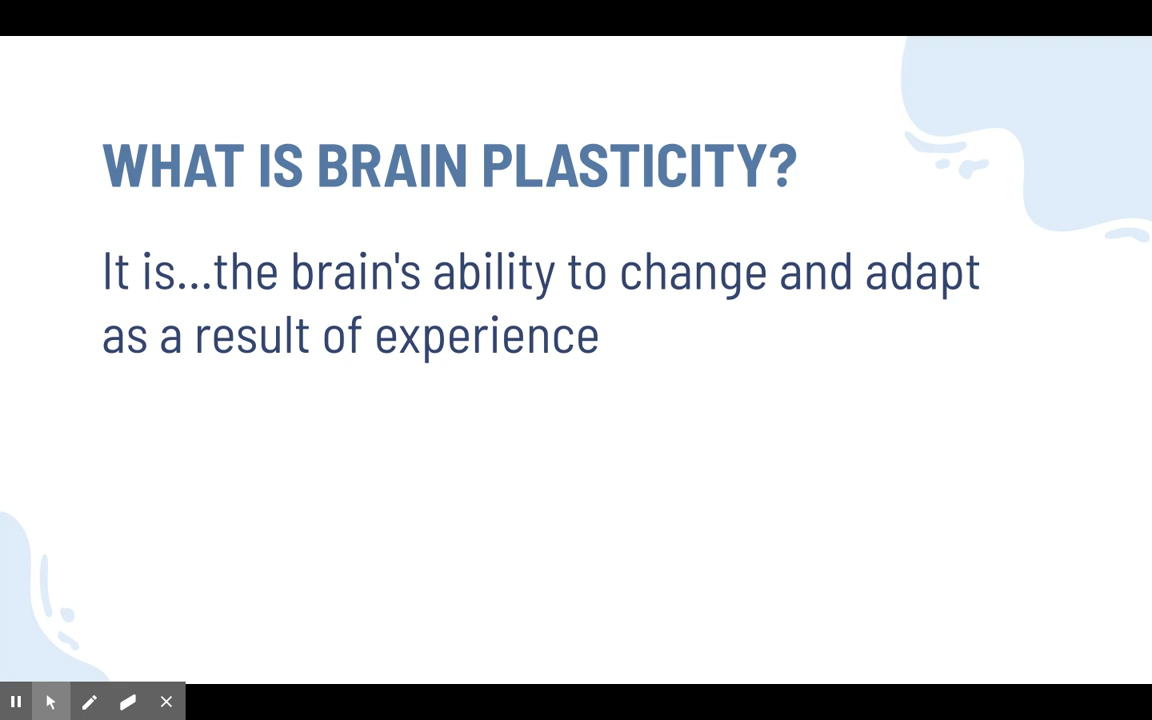 WHAT IS BRAIN PLASTICITY?
It is...the brain's ability to change and adapt
as a result of experience